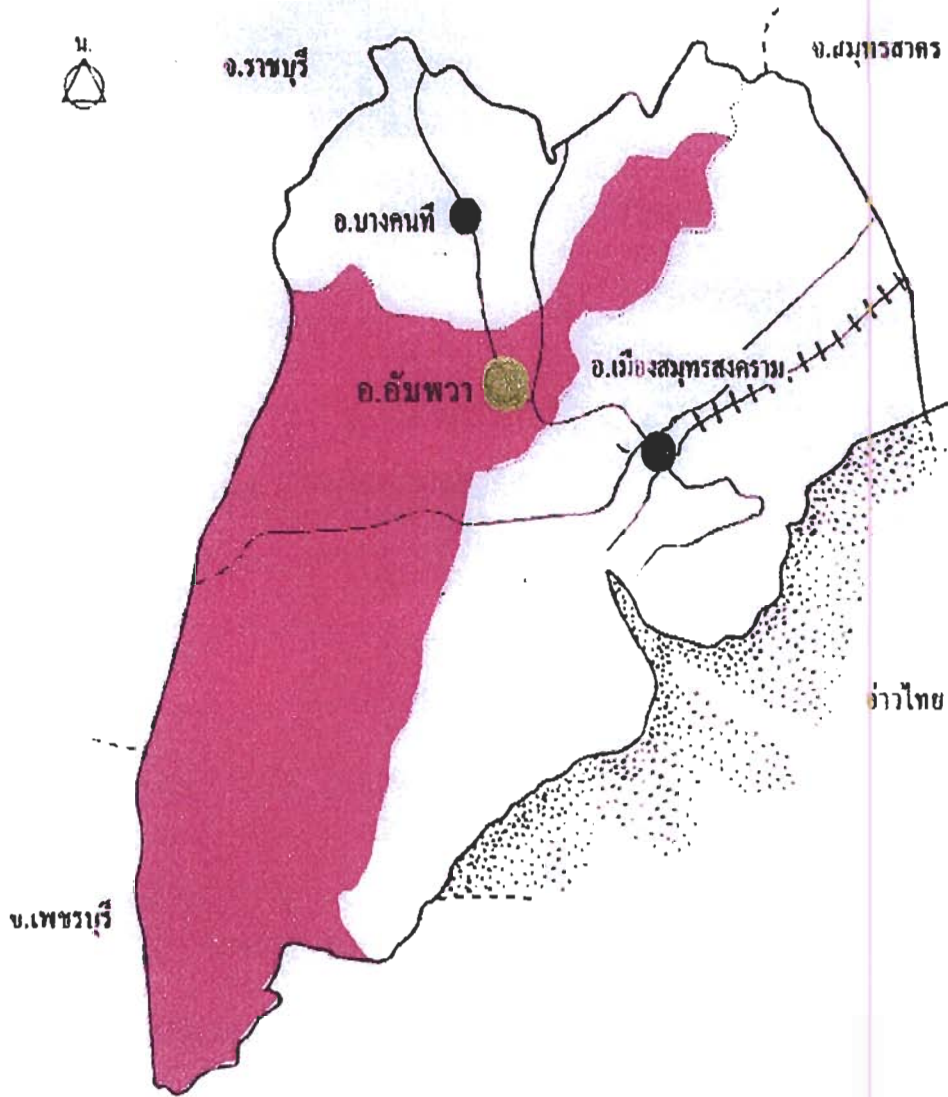 น.
จ.ราชบุรี
จ.สมุทรสาคร
อ.บางคนที
อ.เมืองสมุทรสงคราม
อ.อัมพวา
อ่าวไทย
จ.เพชรบุรี